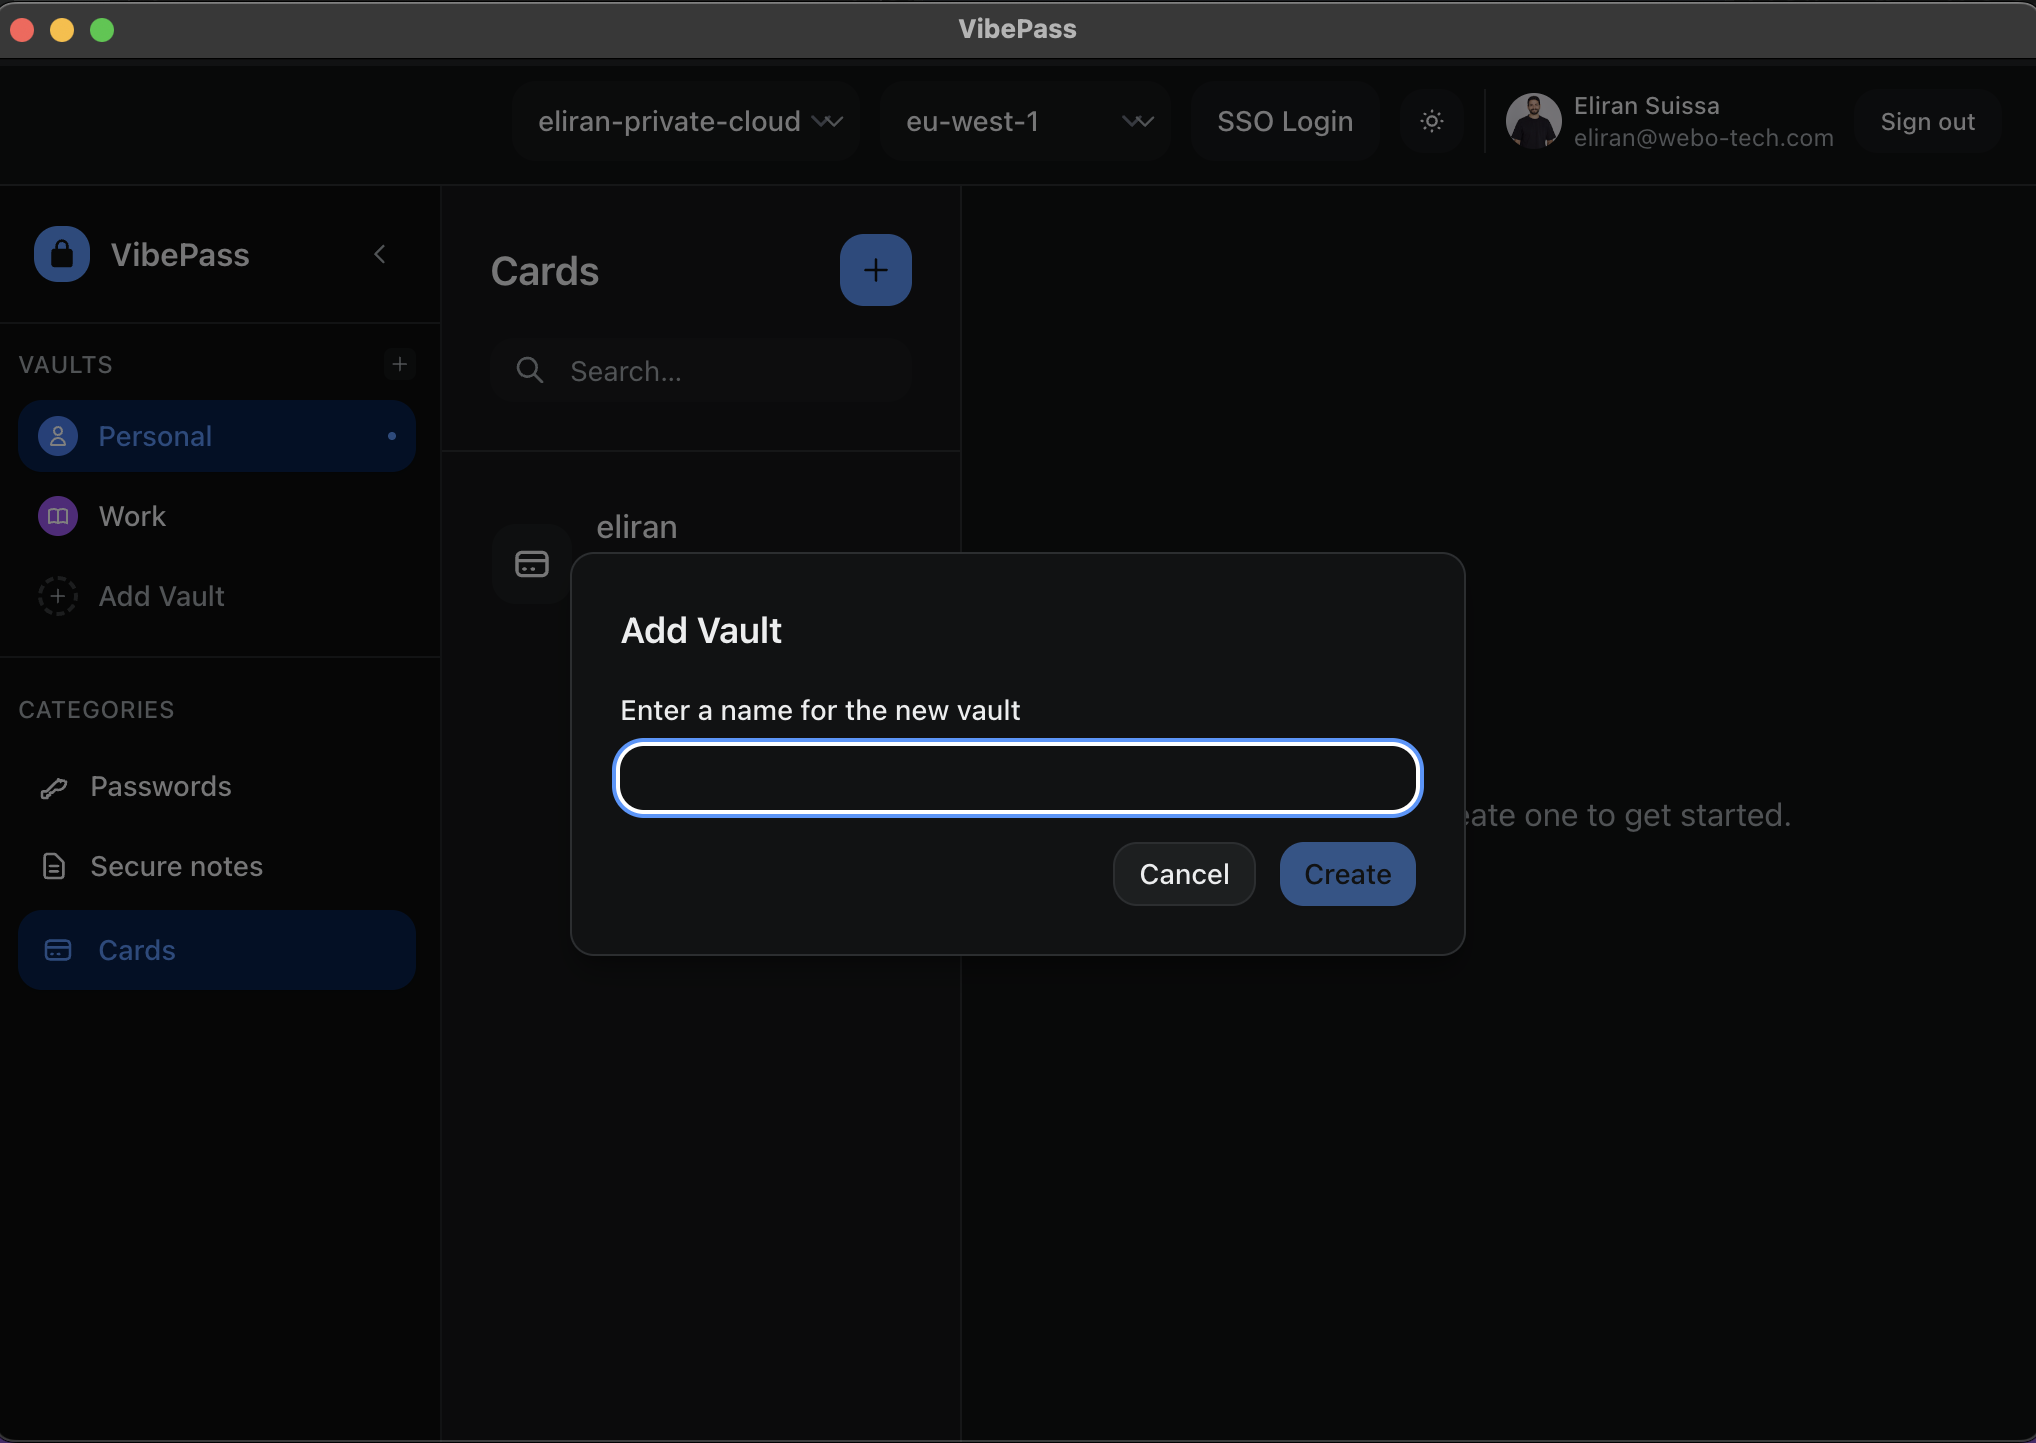 VibePass
eliran-private-cloud
eu-west-1
SSO Login
Eliran Suissa
eliran@webo-tech.com
Sign out
VibePass
VAULTS
Personal
Work
Add Vault
CATEGORIES
Passwords
Secure notes
Cards
Cards
Search...
eliran
Add Vault
Enter a name for the new vault
Cancel
Create
one to get started.